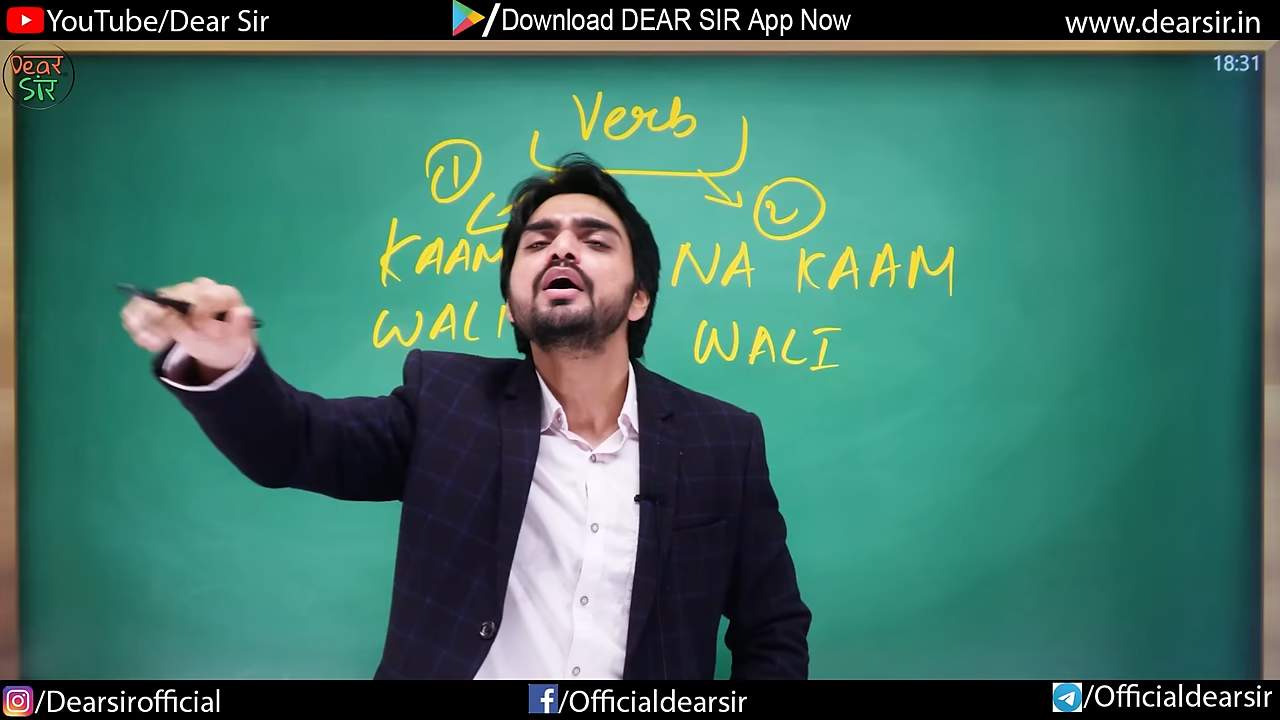 YouTube/Dear Sir
/Download DEAR SIR App Now
www.dearsir.in
Dear
सिर
18:31
Verb
1
2
KAAM
WALI
NA KAAM
WALI
/Dearsirofficial
/Officialdearsir
/Officialdearsir